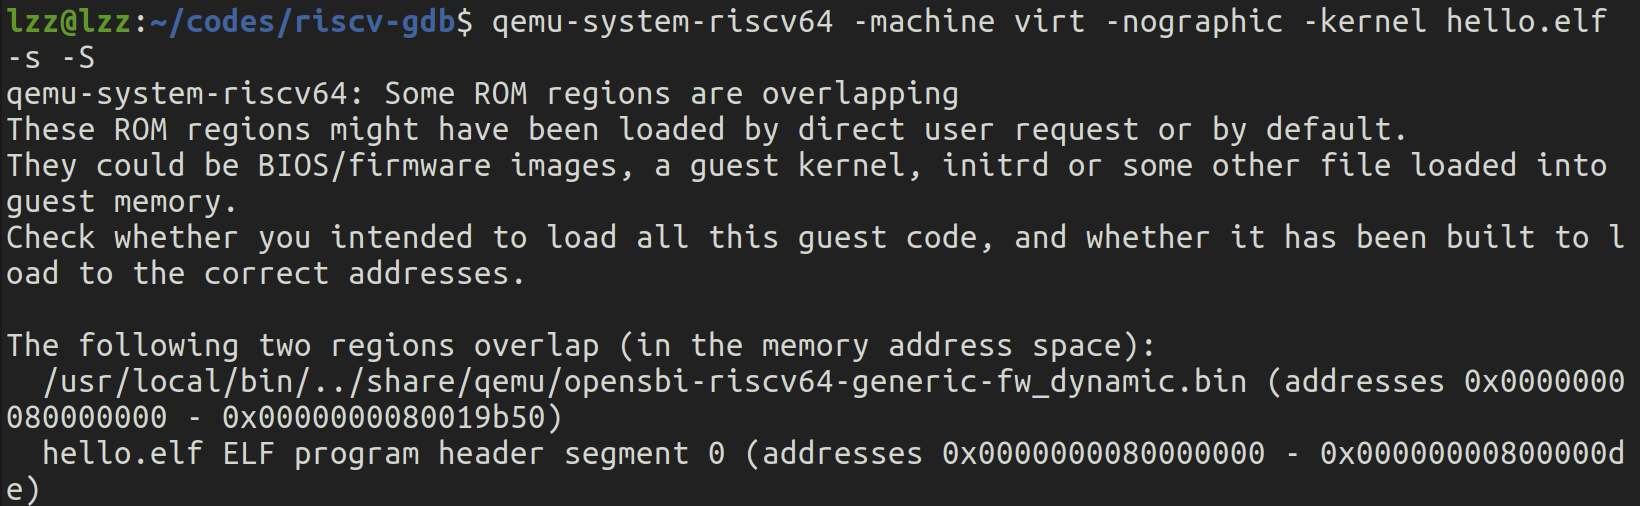 lzz@lzz:~/codes/riscv-gdb$ qemu-system-riscv64 -machine virt -nographic -kernel hello.elf
-s -S
qemu-system-riscv64: Some ROM regions are overlapping
These ROM regions might have been loaded by direct user request or by default.
They could be BIOS/firmware images, a guest kernel, initrd or some other file loaded into
guest memory.
Check whether you intended to load all this guest code, and whether it has been built to l
oad to the correct addresses.

The following two regions overlap (in the memory address space):
  /usr/local/bin/../share/qemu/opensbi-riscv64-generic-fw_dynamic.bin (addresses 0x0000000
080000000 - 0x0000000080019b50)
  hello.elf ELF program header segment 0 (addresses 0x0000000080000000 - 0x00000000800000d
e)